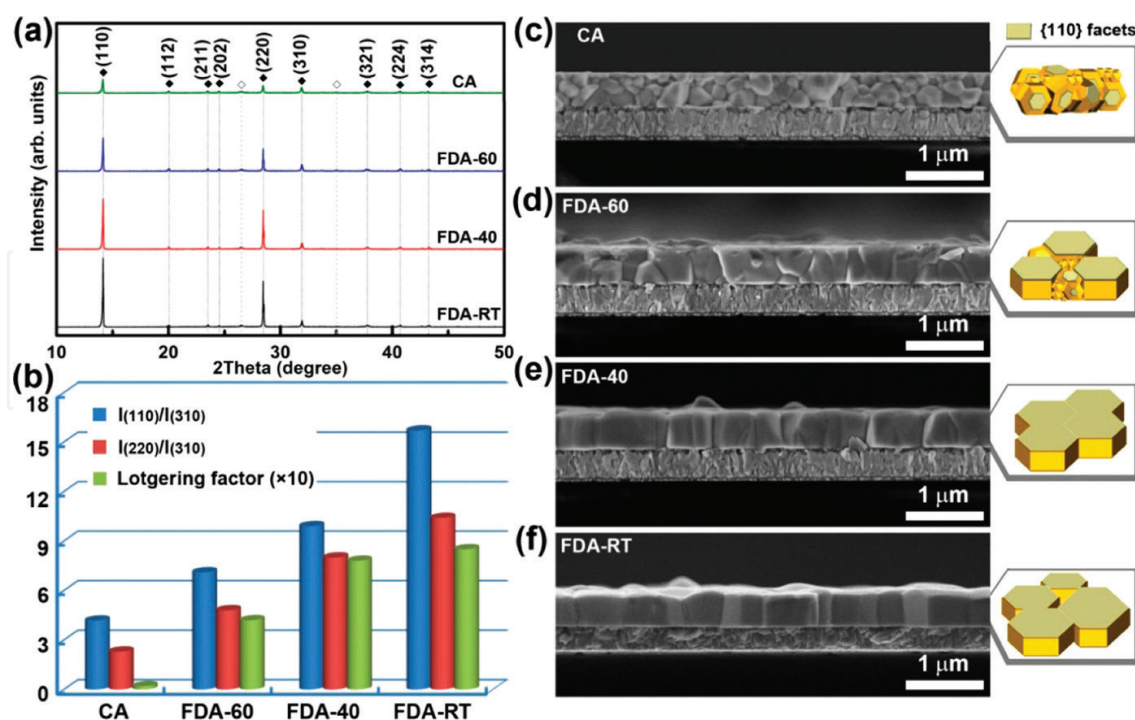 (a)
Intensity (arb. units)
(110)
(112)
(211)
(202)
(220)
(310)
(321)
(224)
(314)
CA
FDA-60
FDA-40
FDA-RT
10 20 30 40 50
2Theta (degree)
(b)
18
15
12
9
6
3
0
I(110)/I(310)
I(220)/I(310)
Lotgering factor (×10)
CA FDA-60 FDA-40 FDA-RT
(c)
CA
1 μm
{110} facets
(d)
FDA-60
1 μm
(e)
FDA-40
1 μm
(f)
FDA-RT
1 μm